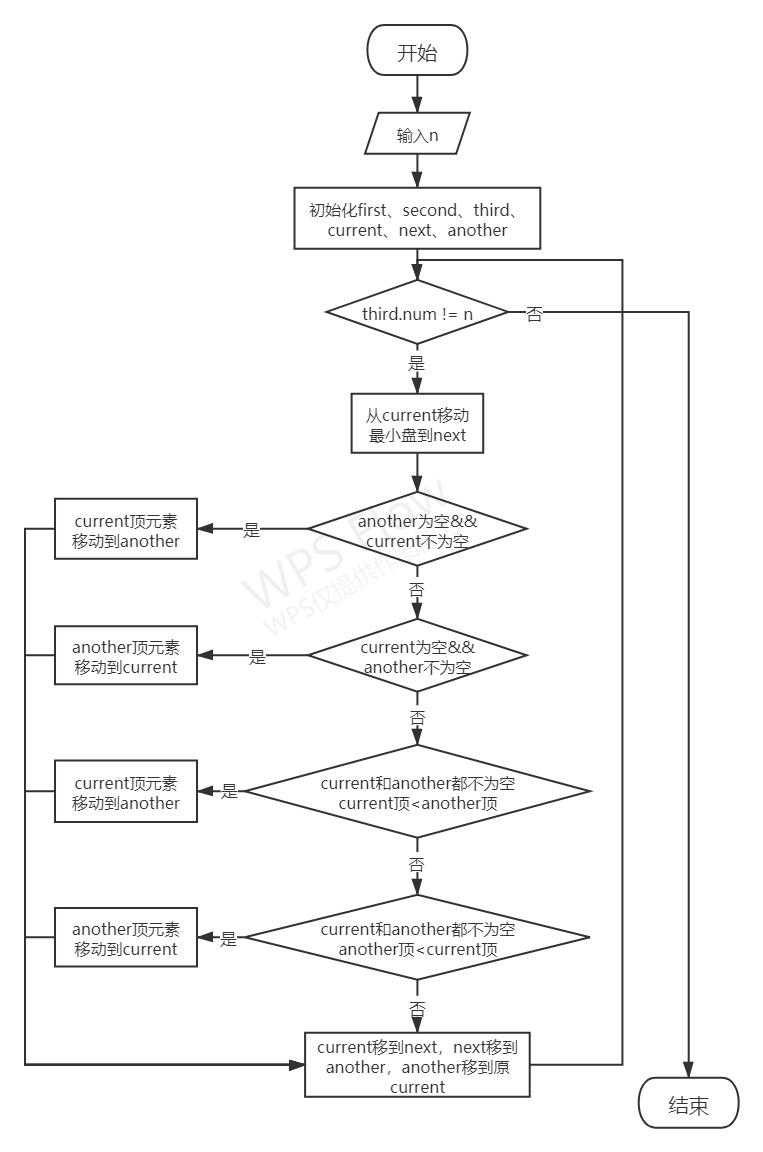 开始
输入n
初始化first、second、third、
current、next、another
third.num != n
否
是
从current移动
最小盘到next
another为空&&
current不为空
是
current顶元素
移动到another
否
current为空&&
another不为空
是
another顶元素
移动到current
否
current和another都不为空
current顶<another顶
是
current顶元素
移动到another
否
current和another都不为空
another顶<current顶
是
another顶元素
移动到current
否
current移到next，next移到
another，another移到原
current
结束
WPS Flow
WPS仅提供作图